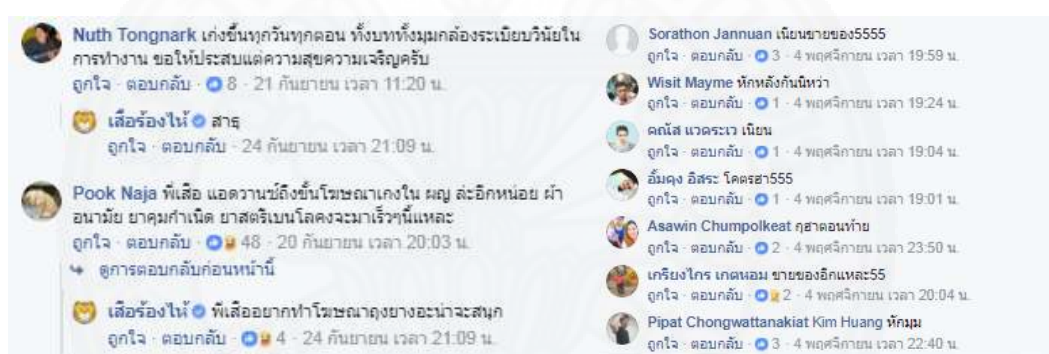 Nuth Tongnark เก่งขึ้นทุกวันทุกตอน ทั้งบททั้งมุมกล้องระเบียบวินัยใน
การทำงาน ขอให้ประสบแต่ความสุขความเจริญครับ
ถูกใจ · ตอบกลับ · 8 · 21 กันยายน เวลา 11:20 น.
เสือร้องไห้ สาธุ
ถูกใจ · ตอบกลับ · 24 กันยายน เวลา 21:09 น.
Pook Naja พี่เสือ แอดวานซ์ถึงขั้นโฆษณาเกงใน ผญ ล่ะอีกหน่อย ผ้า
อนามัย ยาคุมกำเนิด ยาสตรีเบนโลคงจะมาเร็วๆนี้แหละ
ถูกใจ · ตอบกลับ · 48 · 20 กันยายน เวลา 20:03 น.
ดูการตอบกลับก่อนหน้านี้
เสือร้องไห้ พี่เสืออยากทำโฆษณาถุงยางอะน่าจะสนุก
ถูกใจ · ตอบกลับ · 4 · 24 กันยายน เวลา 21:09 น.
Sorathon Jannuan เนียนขายของ5555
ถูกใจ · ตอบกลับ · 3 · 4 พฤศจิกายน เวลา 19:59 น.
Wisit Mayme หักหลังกันนิหว่า
ถูกใจ · ตอบกลับ · 1 · 4 พฤศจิกายน เวลา 19:24 น.
คณัส แวดระเว เนียน
ถูกใจ · ตอบกลับ · 1 · 4 พฤศจิกายน เวลา 19:04 น.
อิสระ โคตรฮา555
ถูกใจ · ตอบกลับ · 1 · 4 พฤศจิกายน เวลา 19:01 น.
Asawin Chumpolkeat กุฮาตอนท้าย
ถูกใจ · ตอบกลับ · 2 · 4 พฤศจิกายน เวลา 23:50 น.
เกรียงไกร เกตหอม ขายของอีกแหละ55
ถูกใจ · ตอบกลับ · 2 · 4 พฤศจิกายน เวลา 20:04 น.
Pipat Chongwattanakiat Kim Huang หักมุม
ถูกใจ · ตอบกลับ · 3 · 4 พฤศจิกายน เวลา 22:40 น.